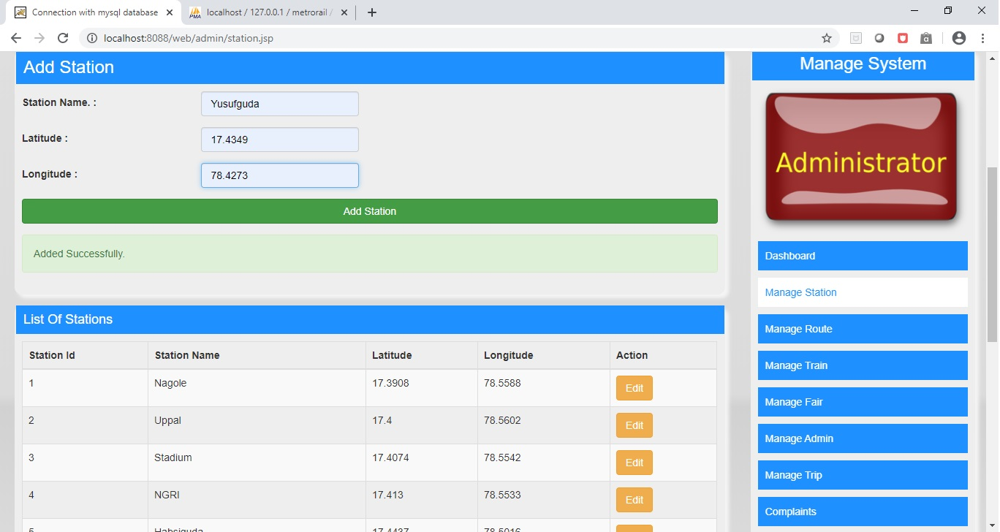 Connection with mysql database
localhost / 127.0.0.1 / metrorail /
localhost:8088/web/admin/station.jsp
Add Station
Station Name. :
Yusufguda
Latitude :
17.4349
Longitude :
78.4273
Add Station
Added Successfully.
List Of Stations
Station Id Station Name Latitude Longitude Action
1 Nagole 17.3908 78.5588 Edit
2 Uppal 17.4 78.5602 Edit
3 Stadium 17.4074 78.5542 Edit
4 NGRI 17.413 78.5533 Edit
5 Habsiguda 17.4437 78.5016
Manage System
Administrator
Dashboard
Manage Station
Manage Route
Manage Train
Manage Fair
Manage Admin
Manage Trip
Complaints